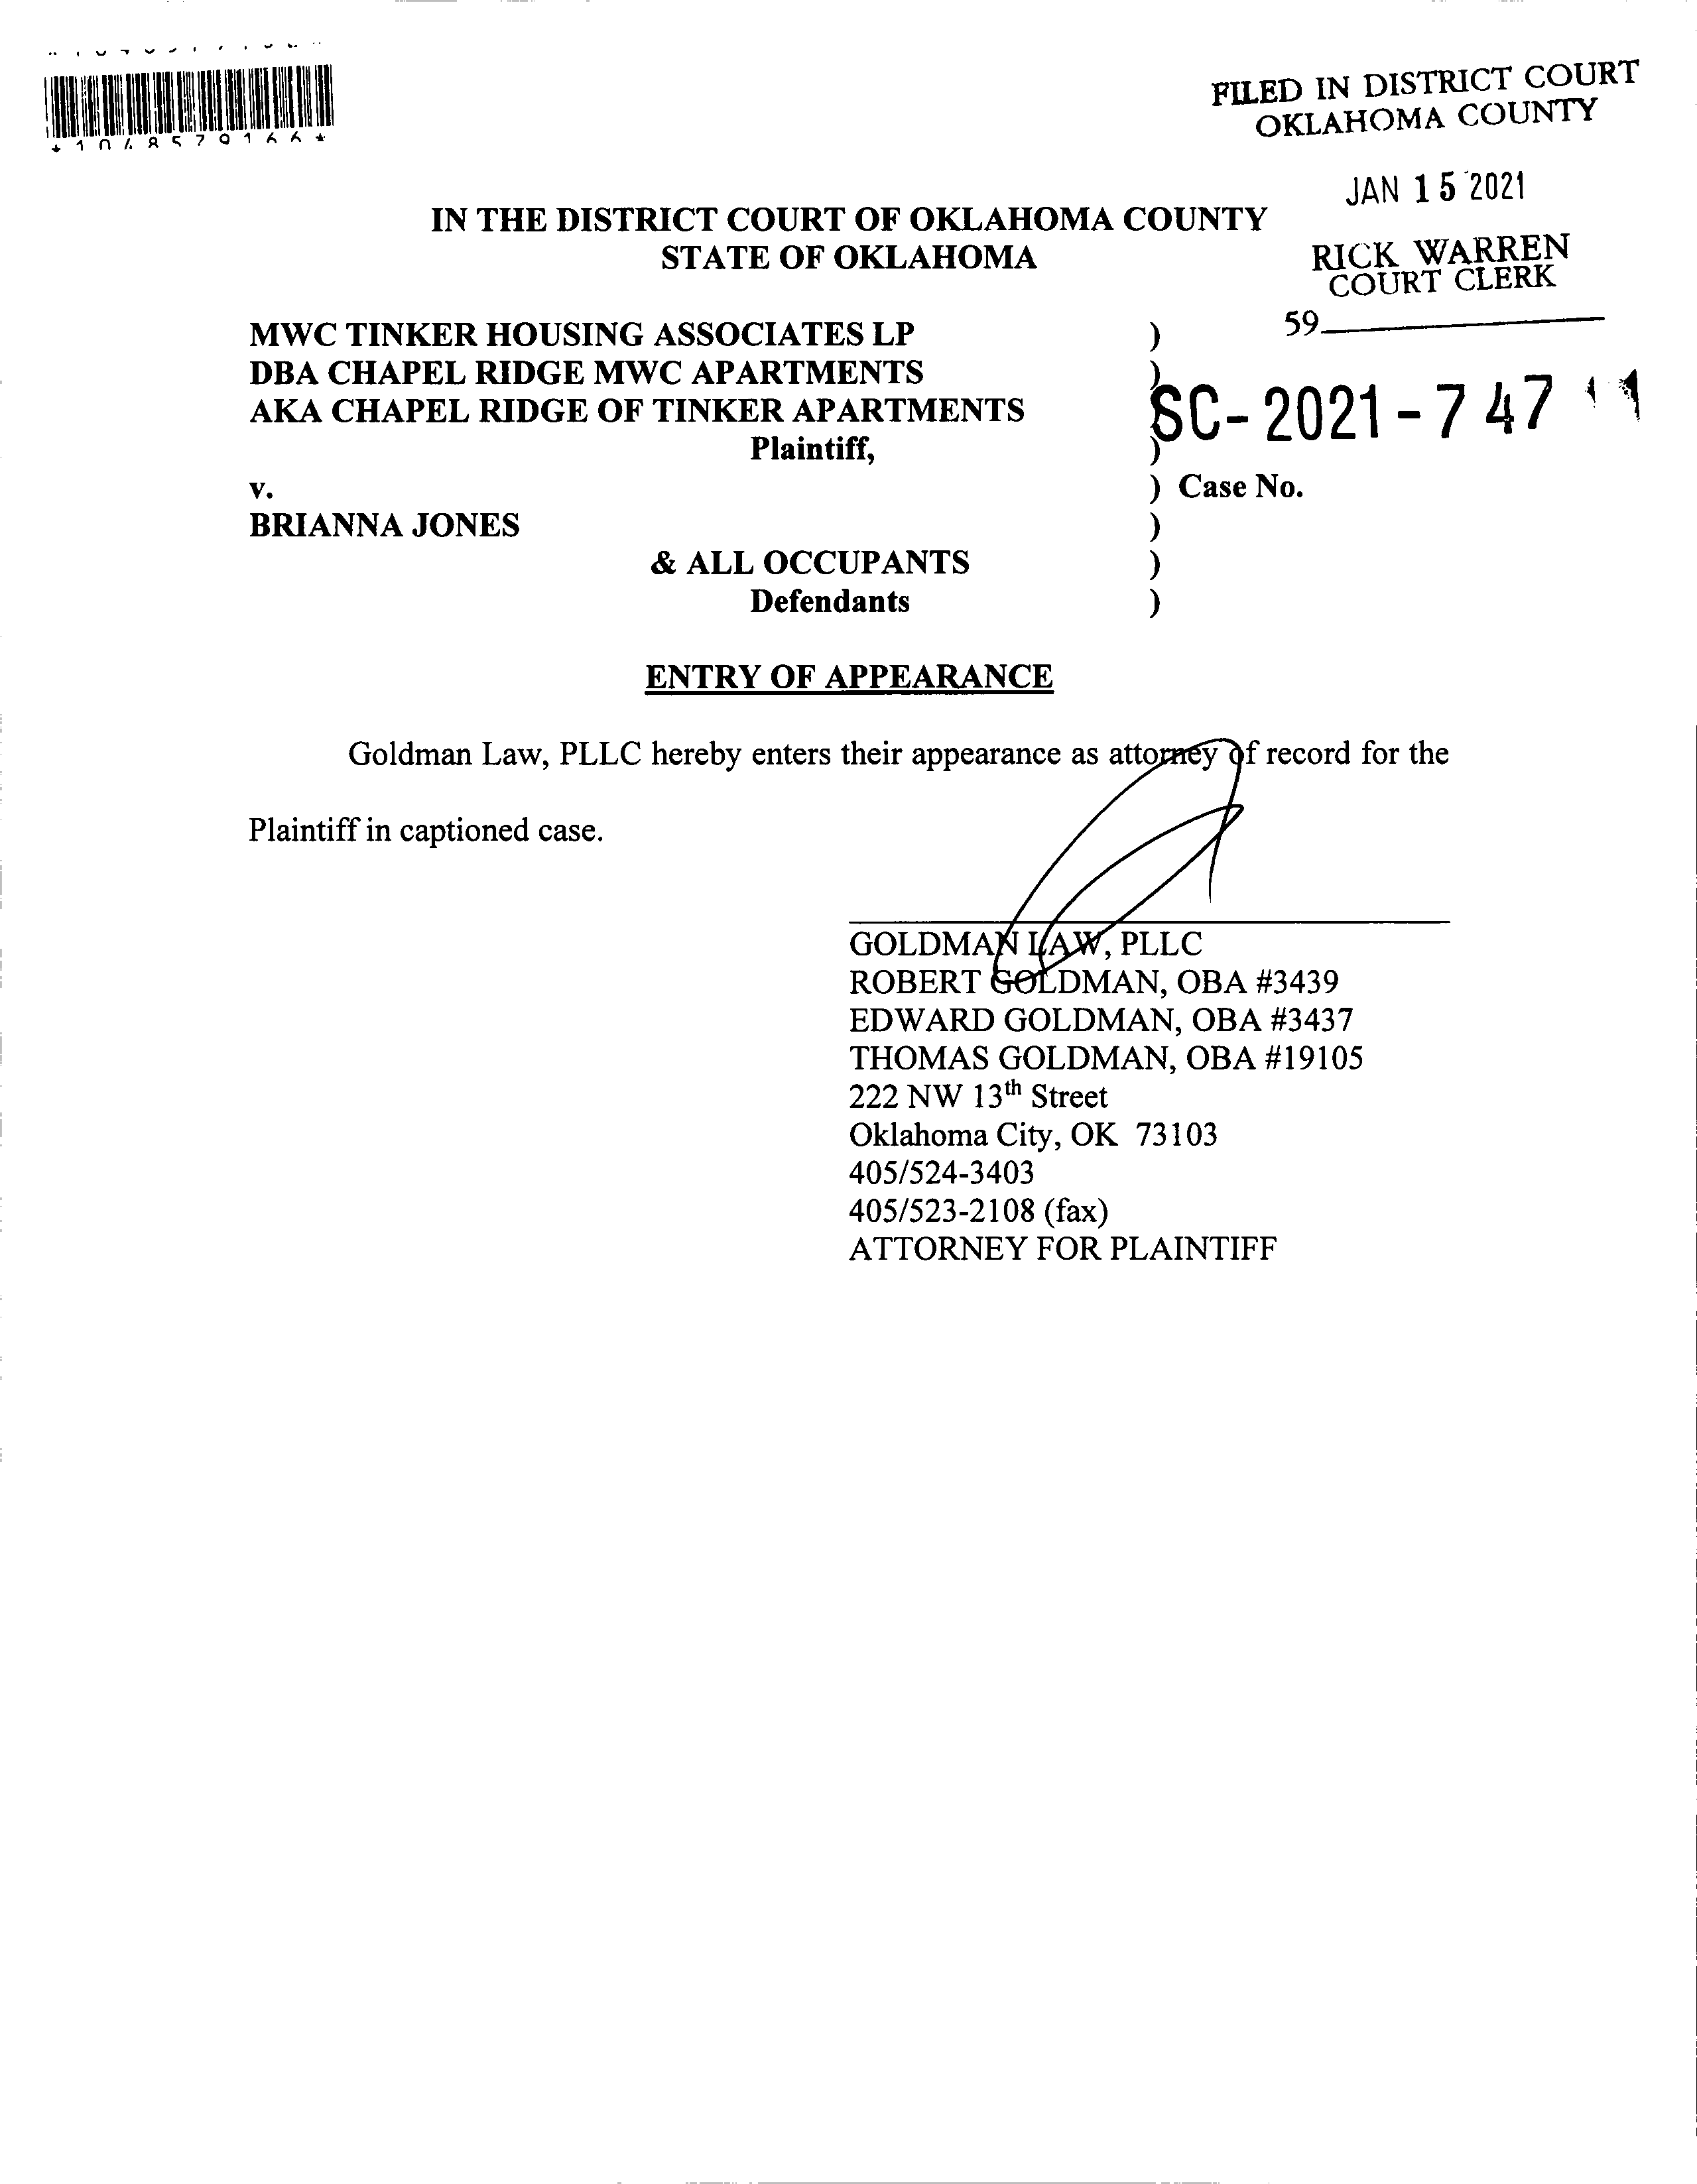 *1048579166*
FILED IN DISTRICT COURT
OKLAHOMA COUNTY
JAN 15 2021
RICK WARREN
COURT CLERK
59
IN THE DISTRICT COURT OF OKLAHOMA COUNTY
STATE OF OKLAHOMA
MWC TINKER HOUSING ASSOCIATES LP )
DBA CHAPEL RIDGE MWC APARTMENTS )
AKA CHAPEL RIDGE OF TINKER APARTMENTS )
SC-2021-747
Plaintiff, )
v. ) Case No.
BRIANNA JONES )
& ALL OCCUPANTS )
Defendants )
ENTRY OF APPEARANCE
Goldman Law, PLLC hereby enters their appearance as attorney of record for the
Plaintiff in captioned case.
GOLDMAN LAW, PLLC
ROBERT GOLDMAN, OBA #3439
EDWARD GOLDMAN, OBA #3437
THOMAS GOLDMAN, OBA #19105
222 NW 13th Street
Oklahoma City, OK 73103
405/524-3403
405/523-2108 (fax)
ATTORNEY FOR PLAINTIFF